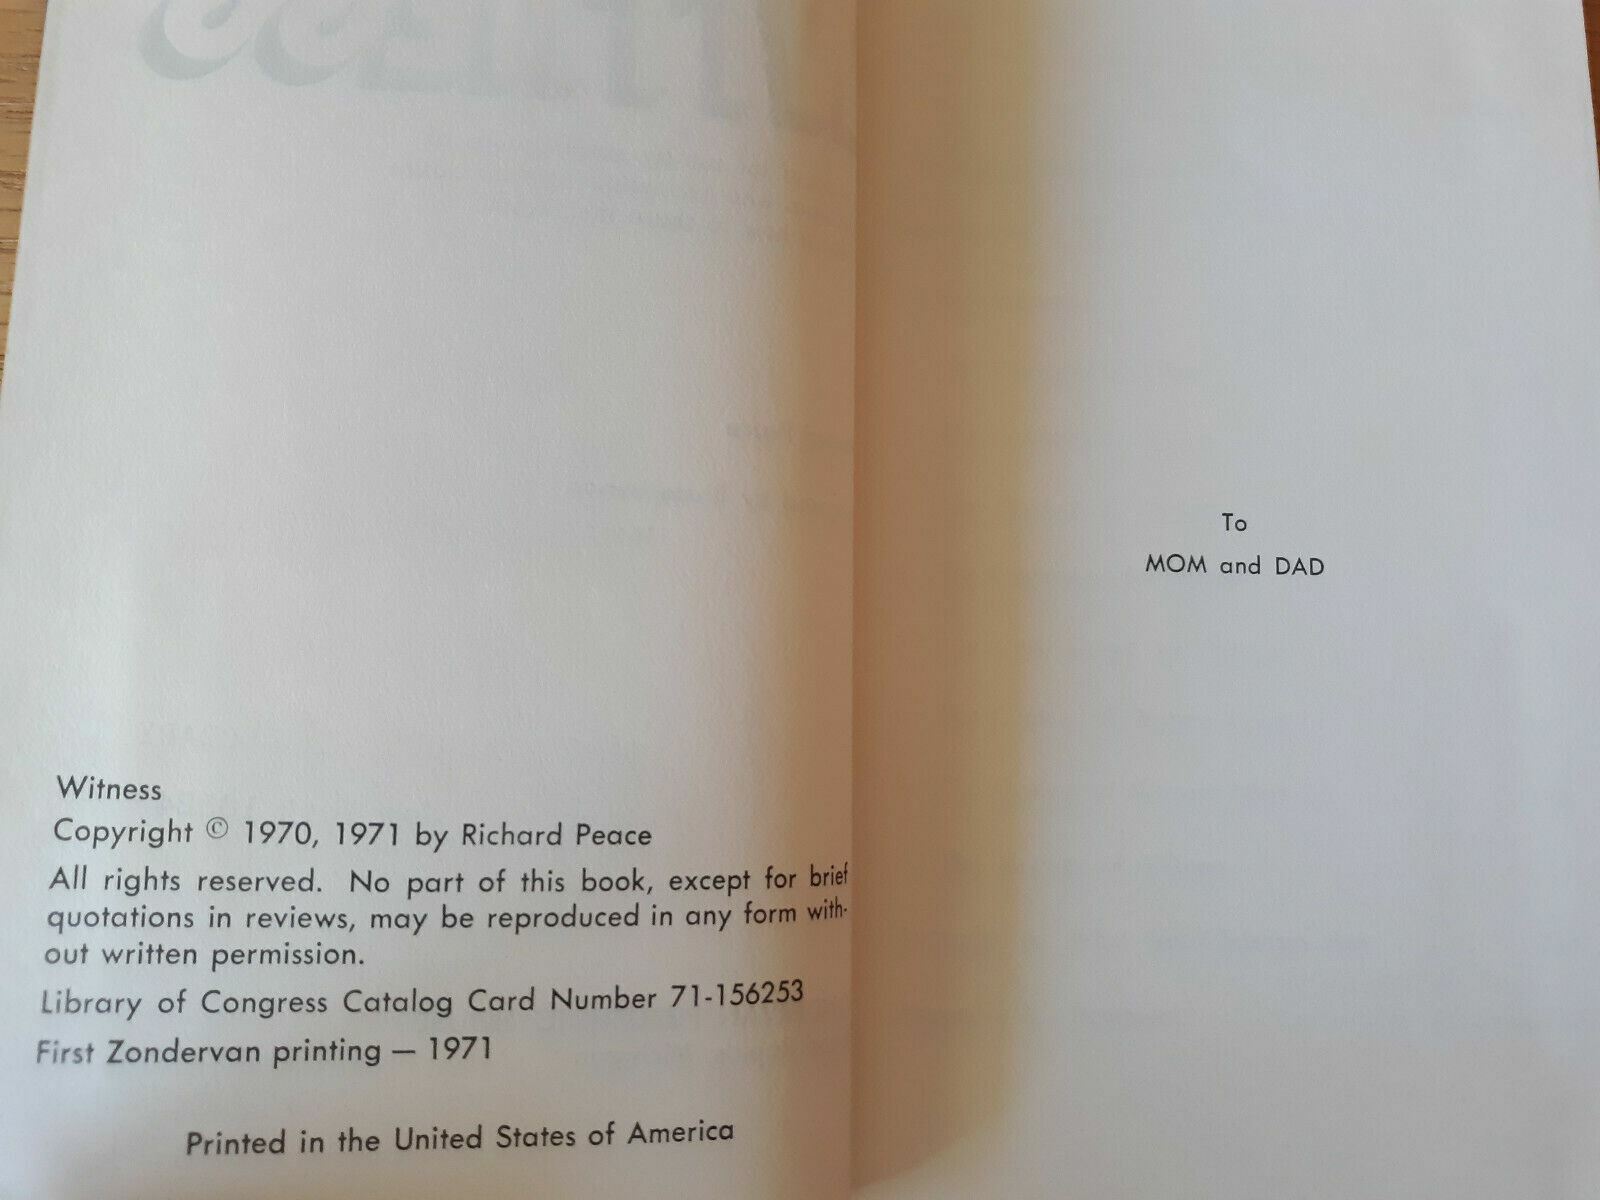 Witness
Copyright © 1970, 1971 by Richard Peace
All rights reserved. No part of this book, except for brief
quotations in reviews, may be reproduced in any form with-
out written permission.
Library of Congress Catalog Card Number 71-156253
First Zondervan printing — 1971
Printed in the United States of America
To
MOM and DAD